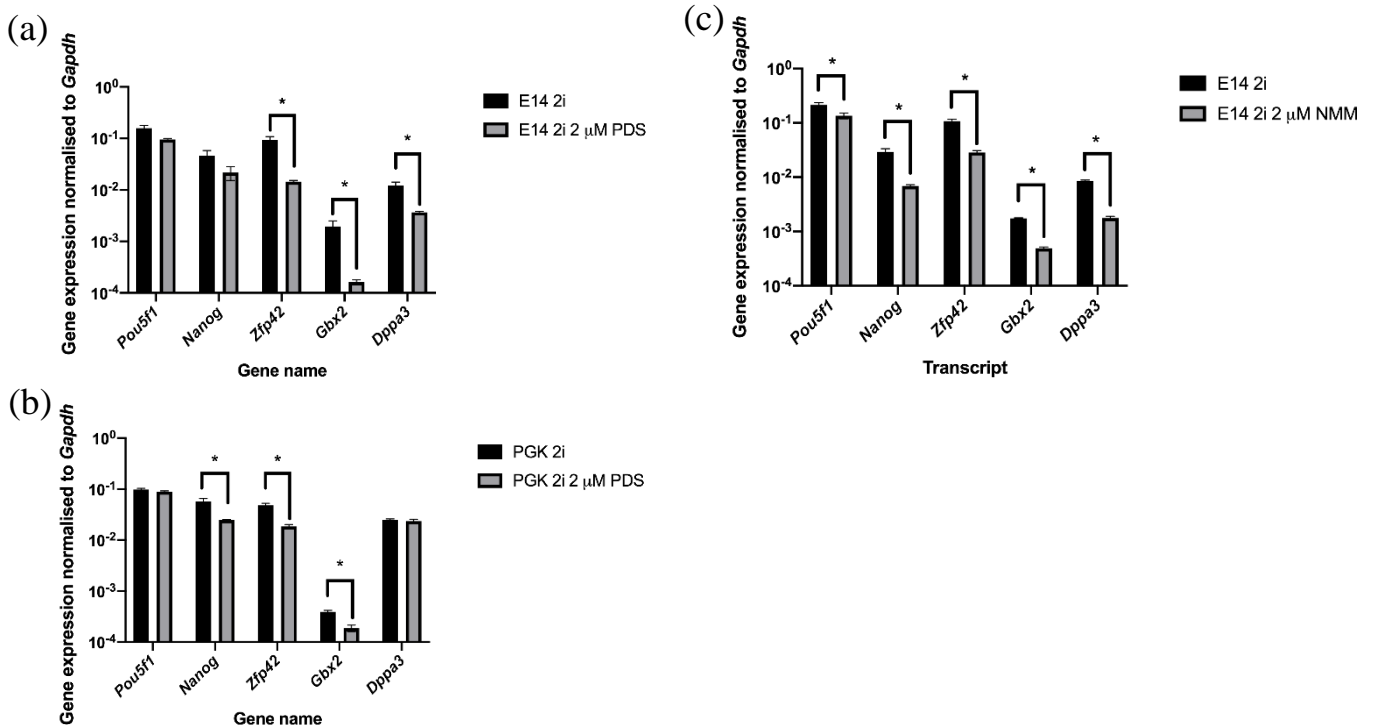 (a)
Gene expression normalised to Gapdh
10⁰
10⁻¹
10⁻²
10⁻³
10⁻⁴
*
*
*
Pou5f1
Nanog
Zfp42
Gbx2
Dppa3
Gene name
E14 2i
E14 2i 2 μM PDS
(c)
Gene expression normalised to Gapdh
10⁰
10⁻¹
10⁻²
10⁻³
10⁻⁴
*
*
*
*
*
Pou5f1
Nanog
Zfp42
Gbx2
Dppa3
Transcript
E14 2i
E14 2i 2 μM NMM
(b)
Gene expression normalised to Gapdh
10⁰
10⁻¹
10⁻²
10⁻³
10⁻⁴
*
*
*
Pou5f1
Nanog
Zfp42
Gbx2
Dppa3
Gene name
PGK 2i
PGK 2i 2 μM PDS